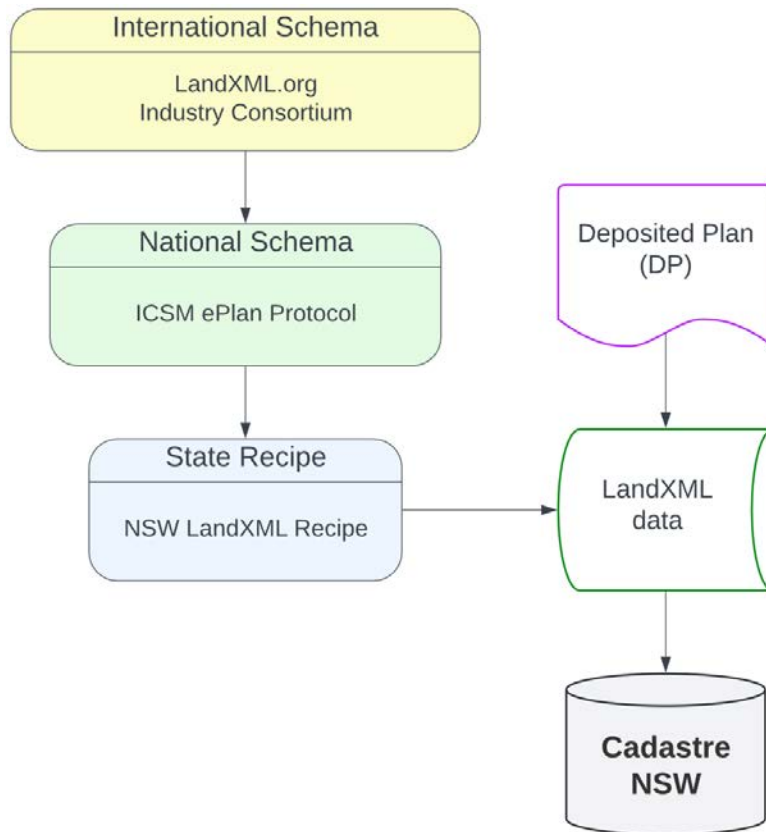 International Schema
LandXML.org
Industry Consortium
National Schema
ICSM ePlan Protocol
State Recipe
NSW LandXML Recipe
Deposited Plan
(DP)
LandXML
data
Cadastre
NSW